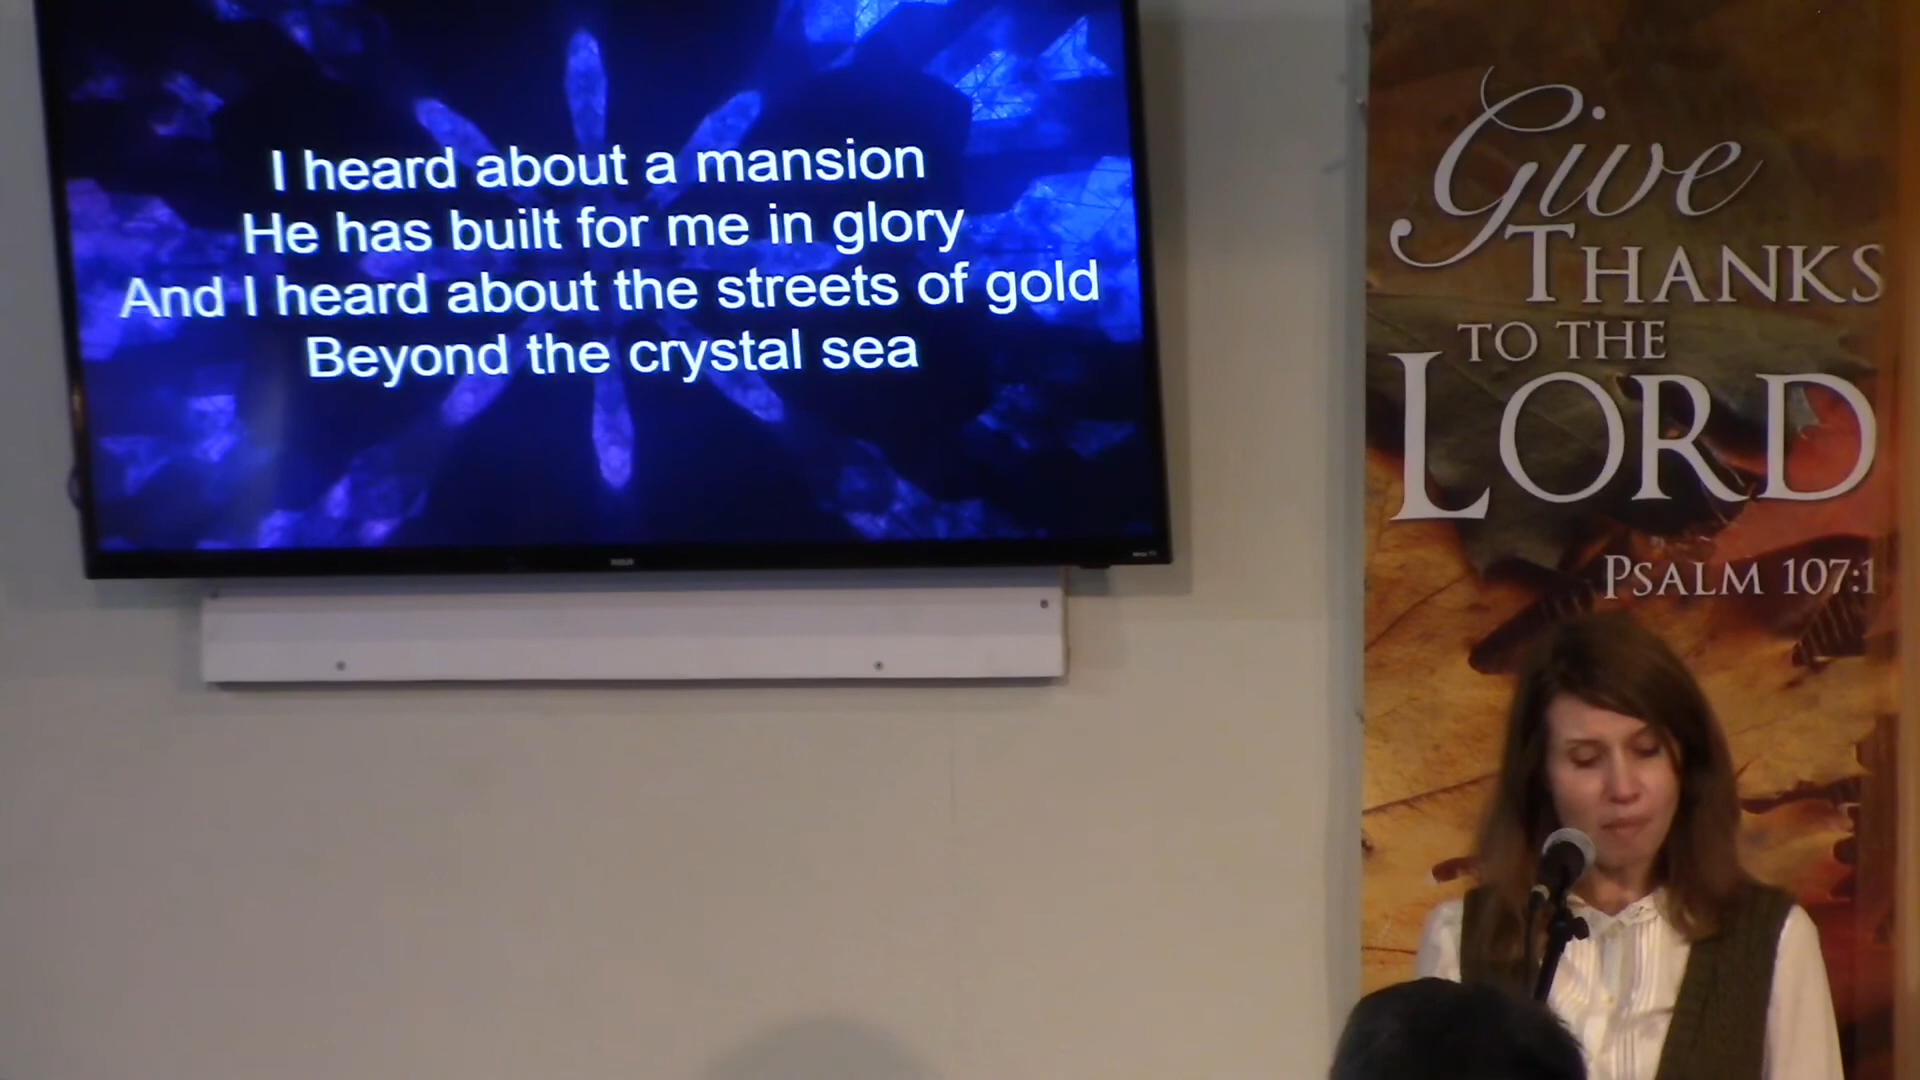 I heard about a mansion
He has built for me in glory
And I heard about the streets of gold
Beyond the crystal sea
Give
THANKS
TO THE
LORD
PSALM 107:1